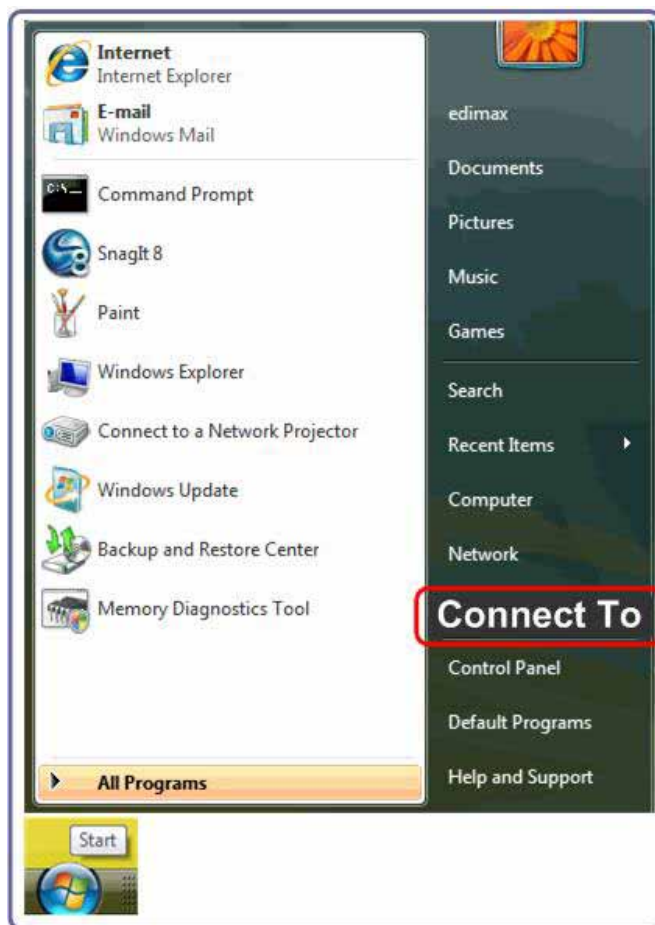 Internet
Internet Explorer
E-mail
Windows Mail
C:\
Command Prompt
SnagIt 8
Paint
Windows Explorer
Connect to a Network Projector
Windows Update
Backup and Restore Center
Memory Diagnostics Tool
All Programs
edimax
Documents
Pictures
Music
Games
Search
Recent Items
Computer
Network
Connect To
Control Panel
Default Programs
Help and Support
Start